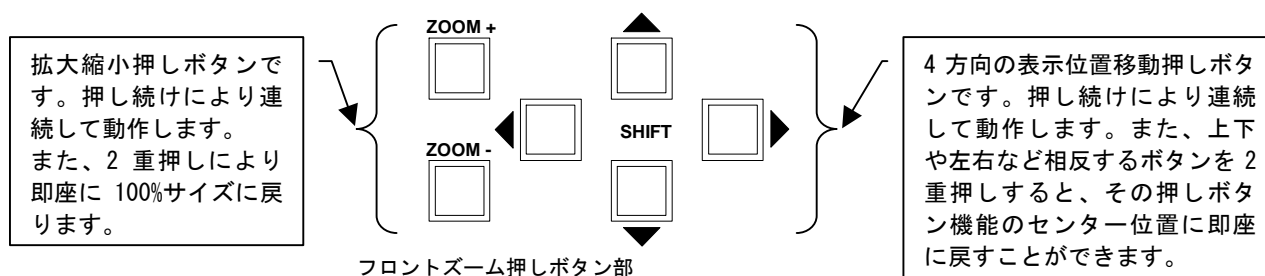 拡大縮小押しボタンで
す。押し続けにより連
続して動作します。
また、2 重押しにより
即座に 100%サイズに戻
ります。
ZOOM +
ZOOM -
SHIFT
4 方向の表示位置移動押しボタ
ンです。押し続けにより連続
して動作します。また、上下
や左右など相反するボタンを 2
重押しすると、その押しボタ
ン機能のセンター位置に即座
に戻すことができます。
フロントズーム押しボタン部